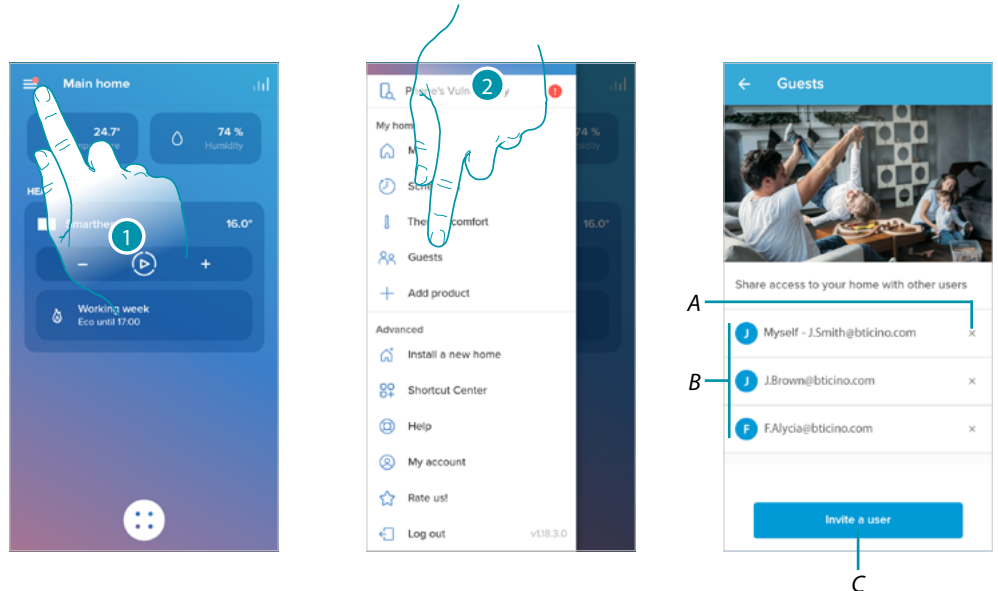 Main home
24.7°
74 %
Humidity
16.0°
1
−
+
Working week
Eco until 17:00
2
My
74 %
Guests
Add product
16.0°
Advanced
Install a new home
Shortcut Center
Help
My account
Rate us!
Log out
v1.18.3.0
Guests
Share access to your home with other users
A
J
Myself - J.Smith@bticino.com
×
B
J
J.Brown@bticino.com
×
F
F.Alycia@bticino.com
×
Invite a user
C